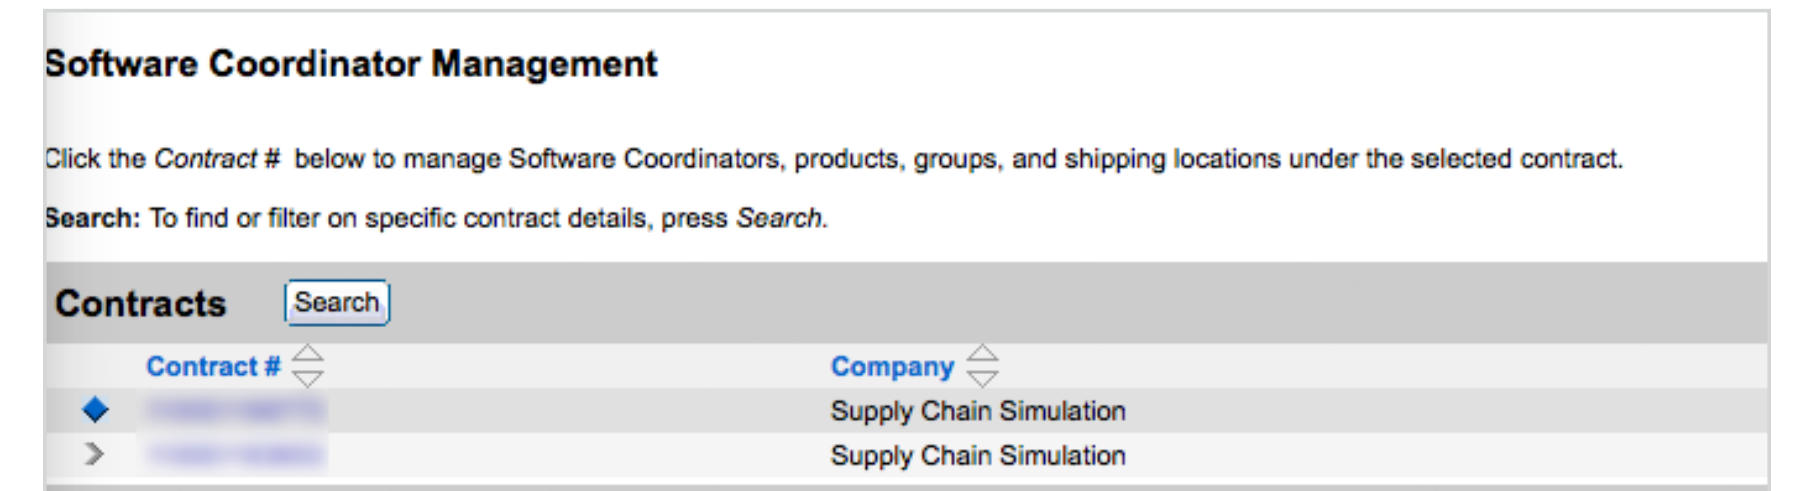 Software Coordinator Management
Click the Contract # below to manage Software Coordinators, products, groups, and shipping locations under the selected contract.
Search: To find or filter on specific contract details, press Search.
Contracts Search
Contract # Company
Supply Chain Simulation
Supply Chain Simulation